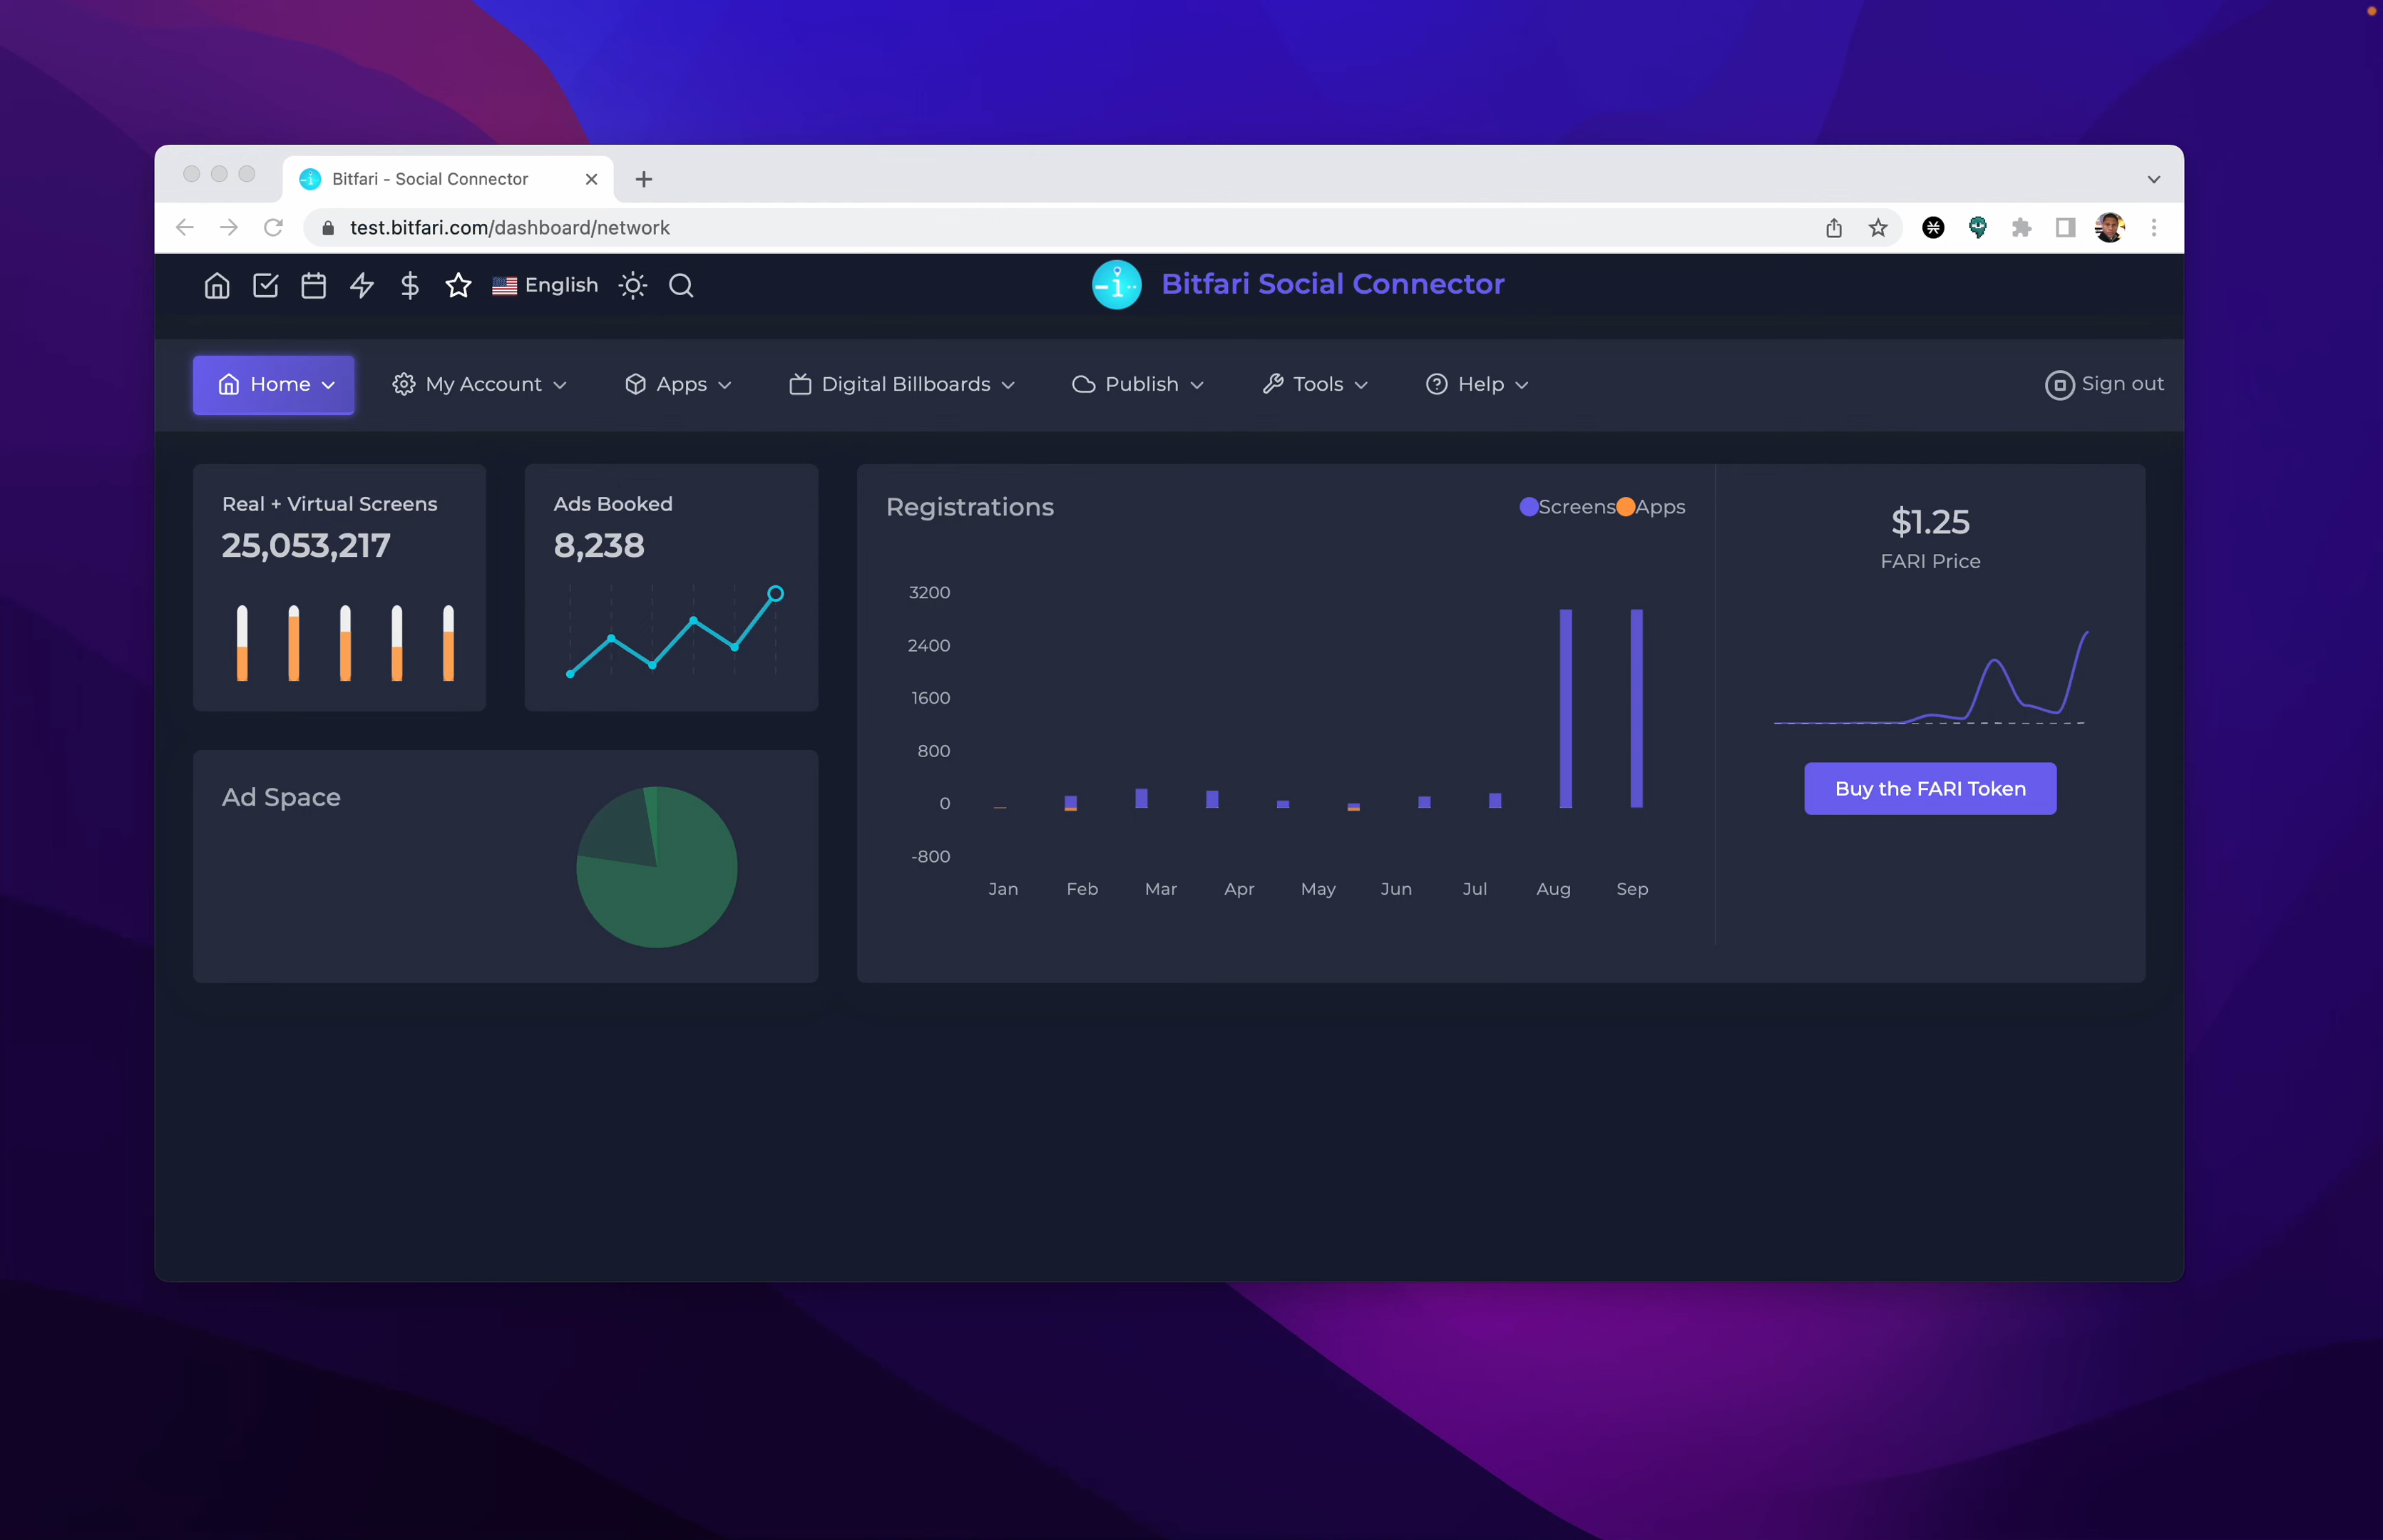 Bitfari - Social Connector
test.bitfari.com/dashboard/network
English
Bitfari Social Connector
Home
My Account
Apps
Digital Billboards
Publish
Tools
Help
Sign out
Real + Virtual Screens
25,053,217
Ads Booked
8,238
Ad Space
Registrations
Screens
Apps
3200
2400
1600
800
0
-800
Jan Feb Mar Apr May Jun Jul Aug Sep
$1.25
FARI Price
Buy the FARI Token